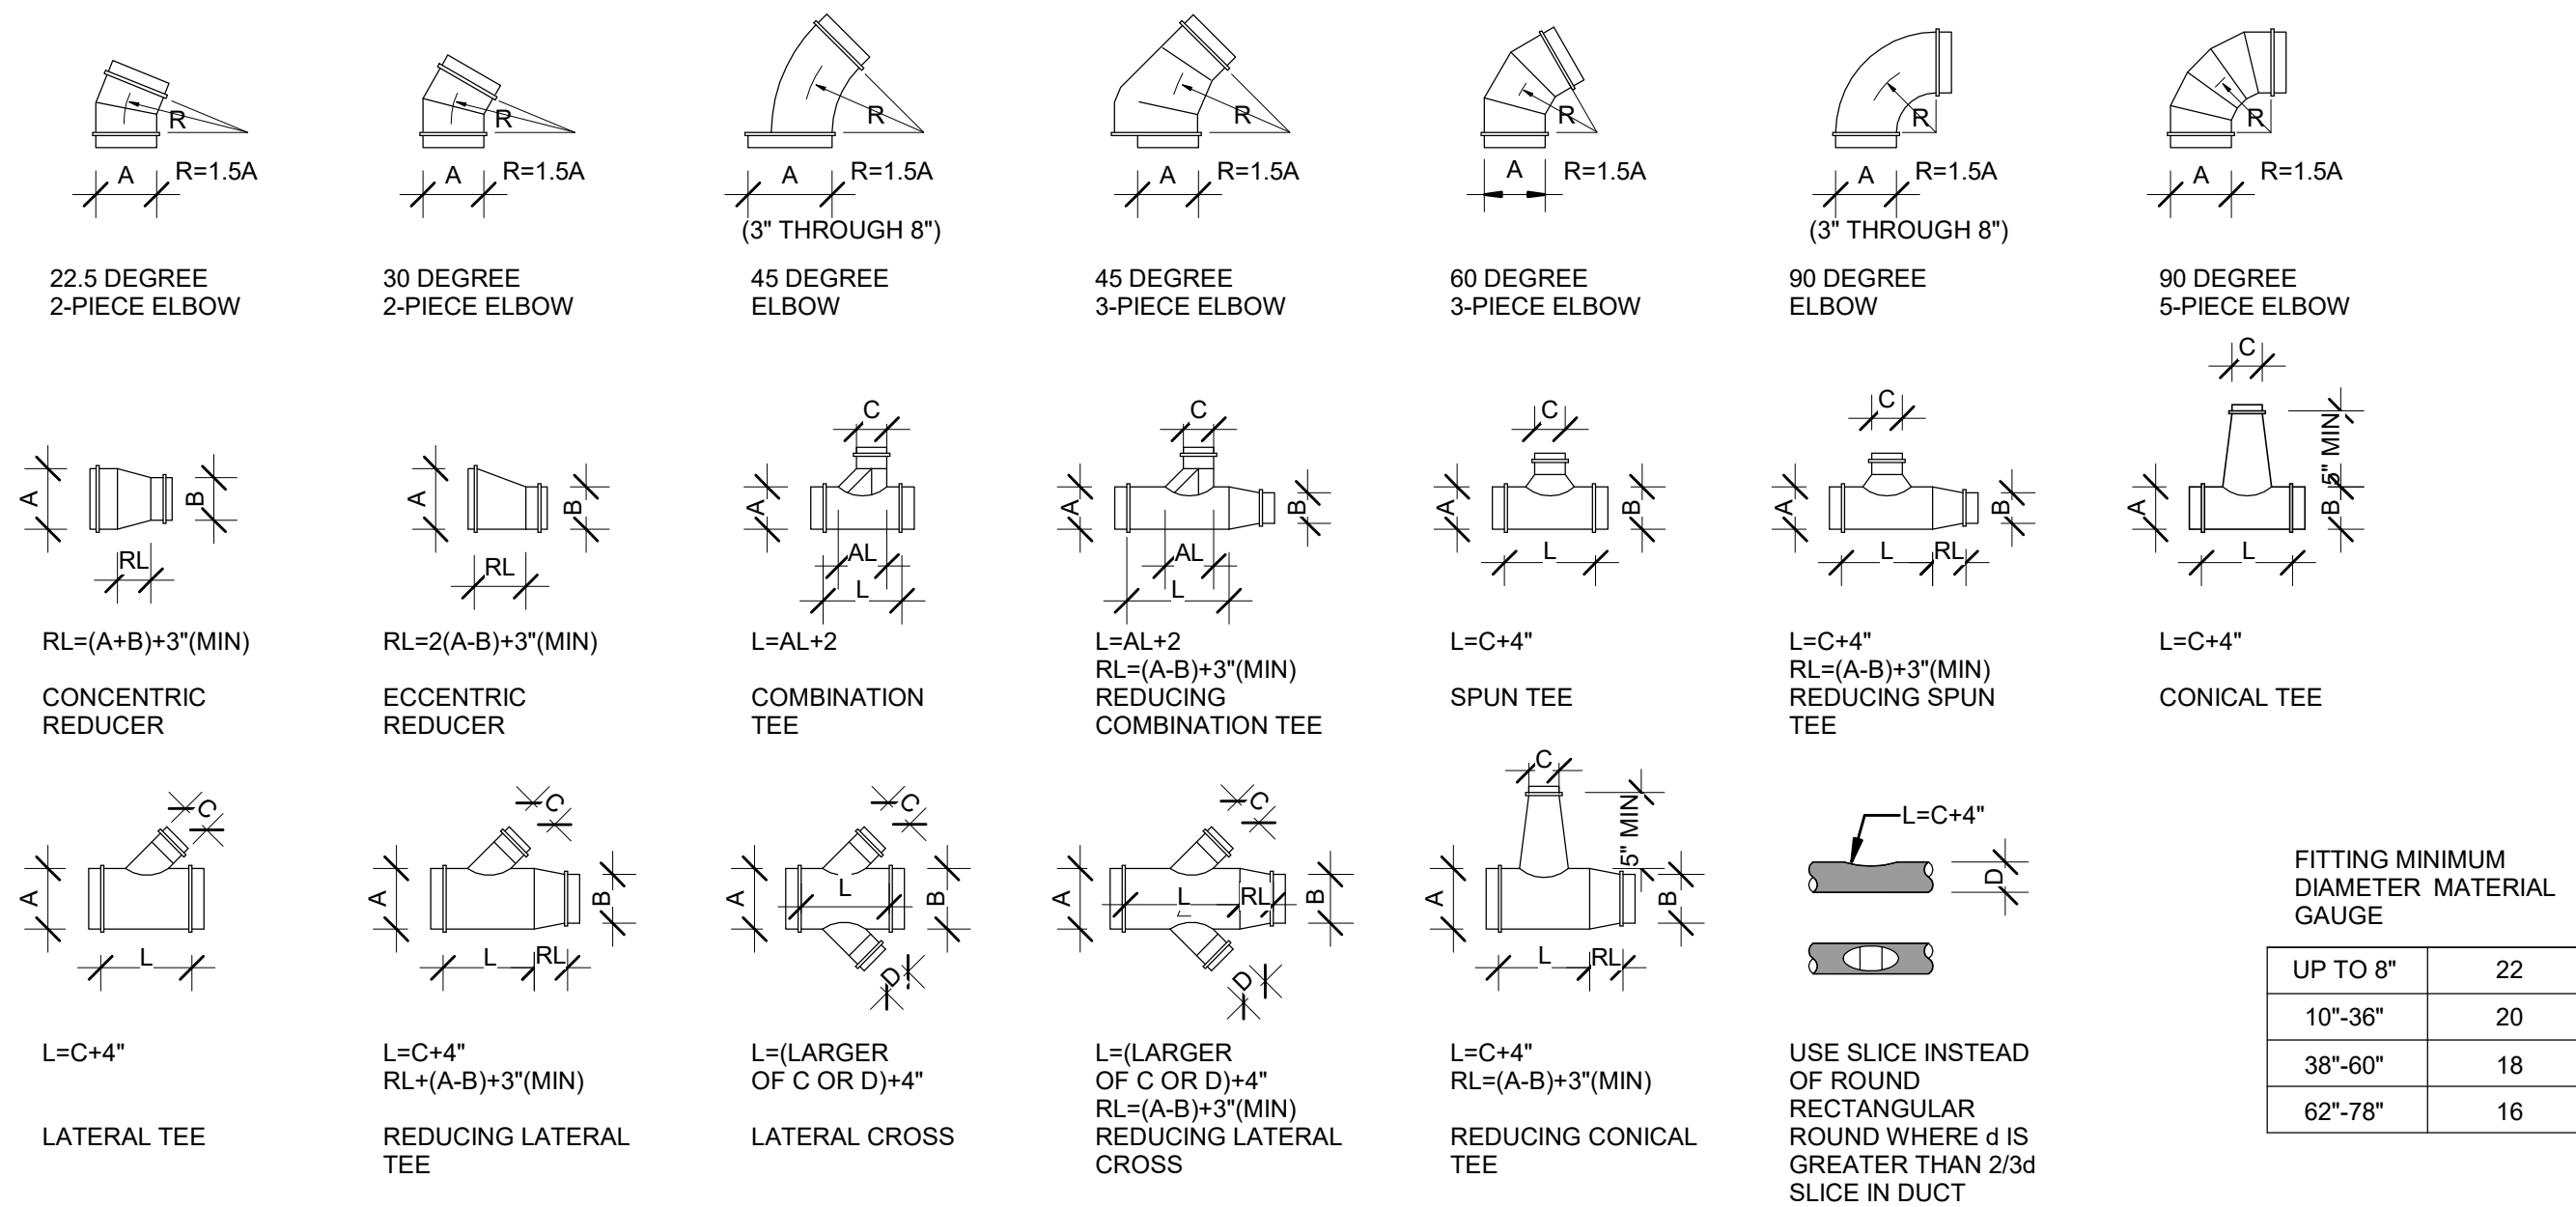 R
A
R=1.5A
22.5 DEGREE
2-PIECE ELBOW
R
A
R=1.5A
30 DEGREE
2-PIECE ELBOW
R
A
R=1.5A
(3" THROUGH 8")
45 DEGREE
ELBOW
R
A
R=1.5A
45 DEGREE
3-PIECE ELBOW
R
A
R=1.5A
60 DEGREE
3-PIECE ELBOW
R
A
R=1.5A
(3" THROUGH 8")
90 DEGREE
ELBOW
R
A
R=1.5A
90 DEGREE
5-PIECE ELBOW
A
B
RL
RL=(A+B)+3"(MIN)
CONCENTRIC
REDUCER
A
B
RL
RL=2(A-B)+3"(MIN)
ECCENTRIC
REDUCER
C
A
AL
L
L=AL+2
COMBINATION
TEE
C
A
B
AL
L
L=AL+2
RL=(A-B)+3"(MIN)
REDUCING
COMBINATION TEE
C
A
B
L
L=C+4"
SPUN TEE
C
A
B
L
RL
L=C+4"
RL=(A-B)+3"(MIN)
REDUCING SPUN
TEE
C
5" MIN
A
B
L
L=C+4"
CONICAL TEE
C
A
L
L=C+4"
LATERAL TEE
C
A
B
L
RL
L=C+4"
RL+(A-B)+3"(MIN)
REDUCING LATERAL
TEE
C
A
L
B
D
L=(LARGER
OF C OR D)+4"
LATERAL CROSS
C
A
L
RL
B
L
D
L=(LARGER
OF C OR D)+4"
RL=(A-B)+3"(MIN)
REDUCING LATERAL
CROSS
C
5" MIN
A
B
L
RL
L=C+4"
RL=(A-B)+3"(MIN)
REDUCING CONICAL
TEE
L=C+4"
D
USE SLICE INSTEAD
OF ROUND
RECTANGULAR
ROUND WHERE d IS
GREATER THAN 2/3d
SLICE IN DUCT
FITTING MINIMUM
DIAMETER MATERIAL
GAUGE
UP TO 8" 22
10"-36" 20
38"-60" 18
62"-78" 16